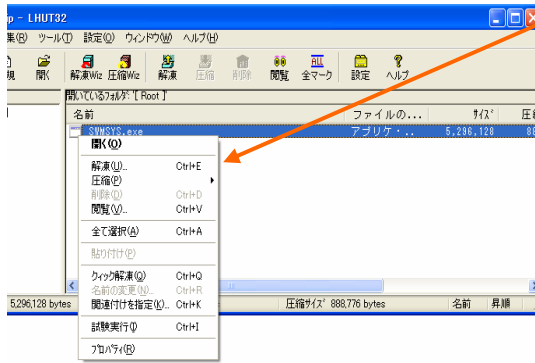 p - LHUT32
集(R) ツール(T) 設定(O) ウィンドウ(W) ヘルプ(H)
規 開く 解凍Wiz 圧縮Wiz 解凍 圧縮 削除 閲覧 全マーク 設定 ヘルプ
開いているフォルダ:"[ Root ]
名前 ファイルの... サイズ 圧
SVMSYS.exe アプリケ・.. 5,296,128 88
開く(O)
解凍(U)... Ctrl+E
圧縮(P)
削除(D) Ctrl+D
閲覧(V)... Ctrl+V
全て選択(A) Ctrl+A
貼り付け(P)
クィック解凍(Q) Ctrl+Q
名前の変更(N)... Ctrl+R
関連付けを指定(K)... Ctrl+K
試験実行(I) Ctrl+I
プロパティ(R)
5,296,128 bytes 圧縮サイズ 888,776 bytes 名前 昇順